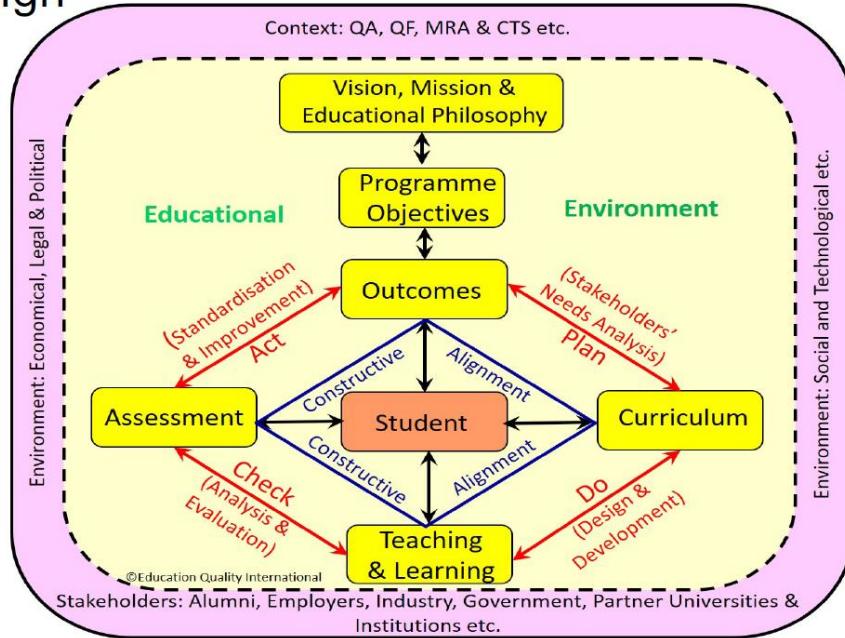 Context: QA, QF, MRA & CTS etc.
Vision, Mission &
Educational Philosophy
Programme
Objectives
Educational
Environment
Outcomes
(Standardisation
& Improvement)
Act
(Stakeholders’
Needs Analysis)
Plan
Constructive
Alignment
Assessment
Student
Curriculum
Constructive
Alignment
Check
(Analysis &
Evaluation)
Do
(Design &
Development)
Teaching
& Learning
©Education Quality International
Environment: Economical, Legal & Political
Environment: Social and Technological etc.
Stakeholders: Alumni, Employers, Industry, Government, Partner Universities &
Institutions etc.